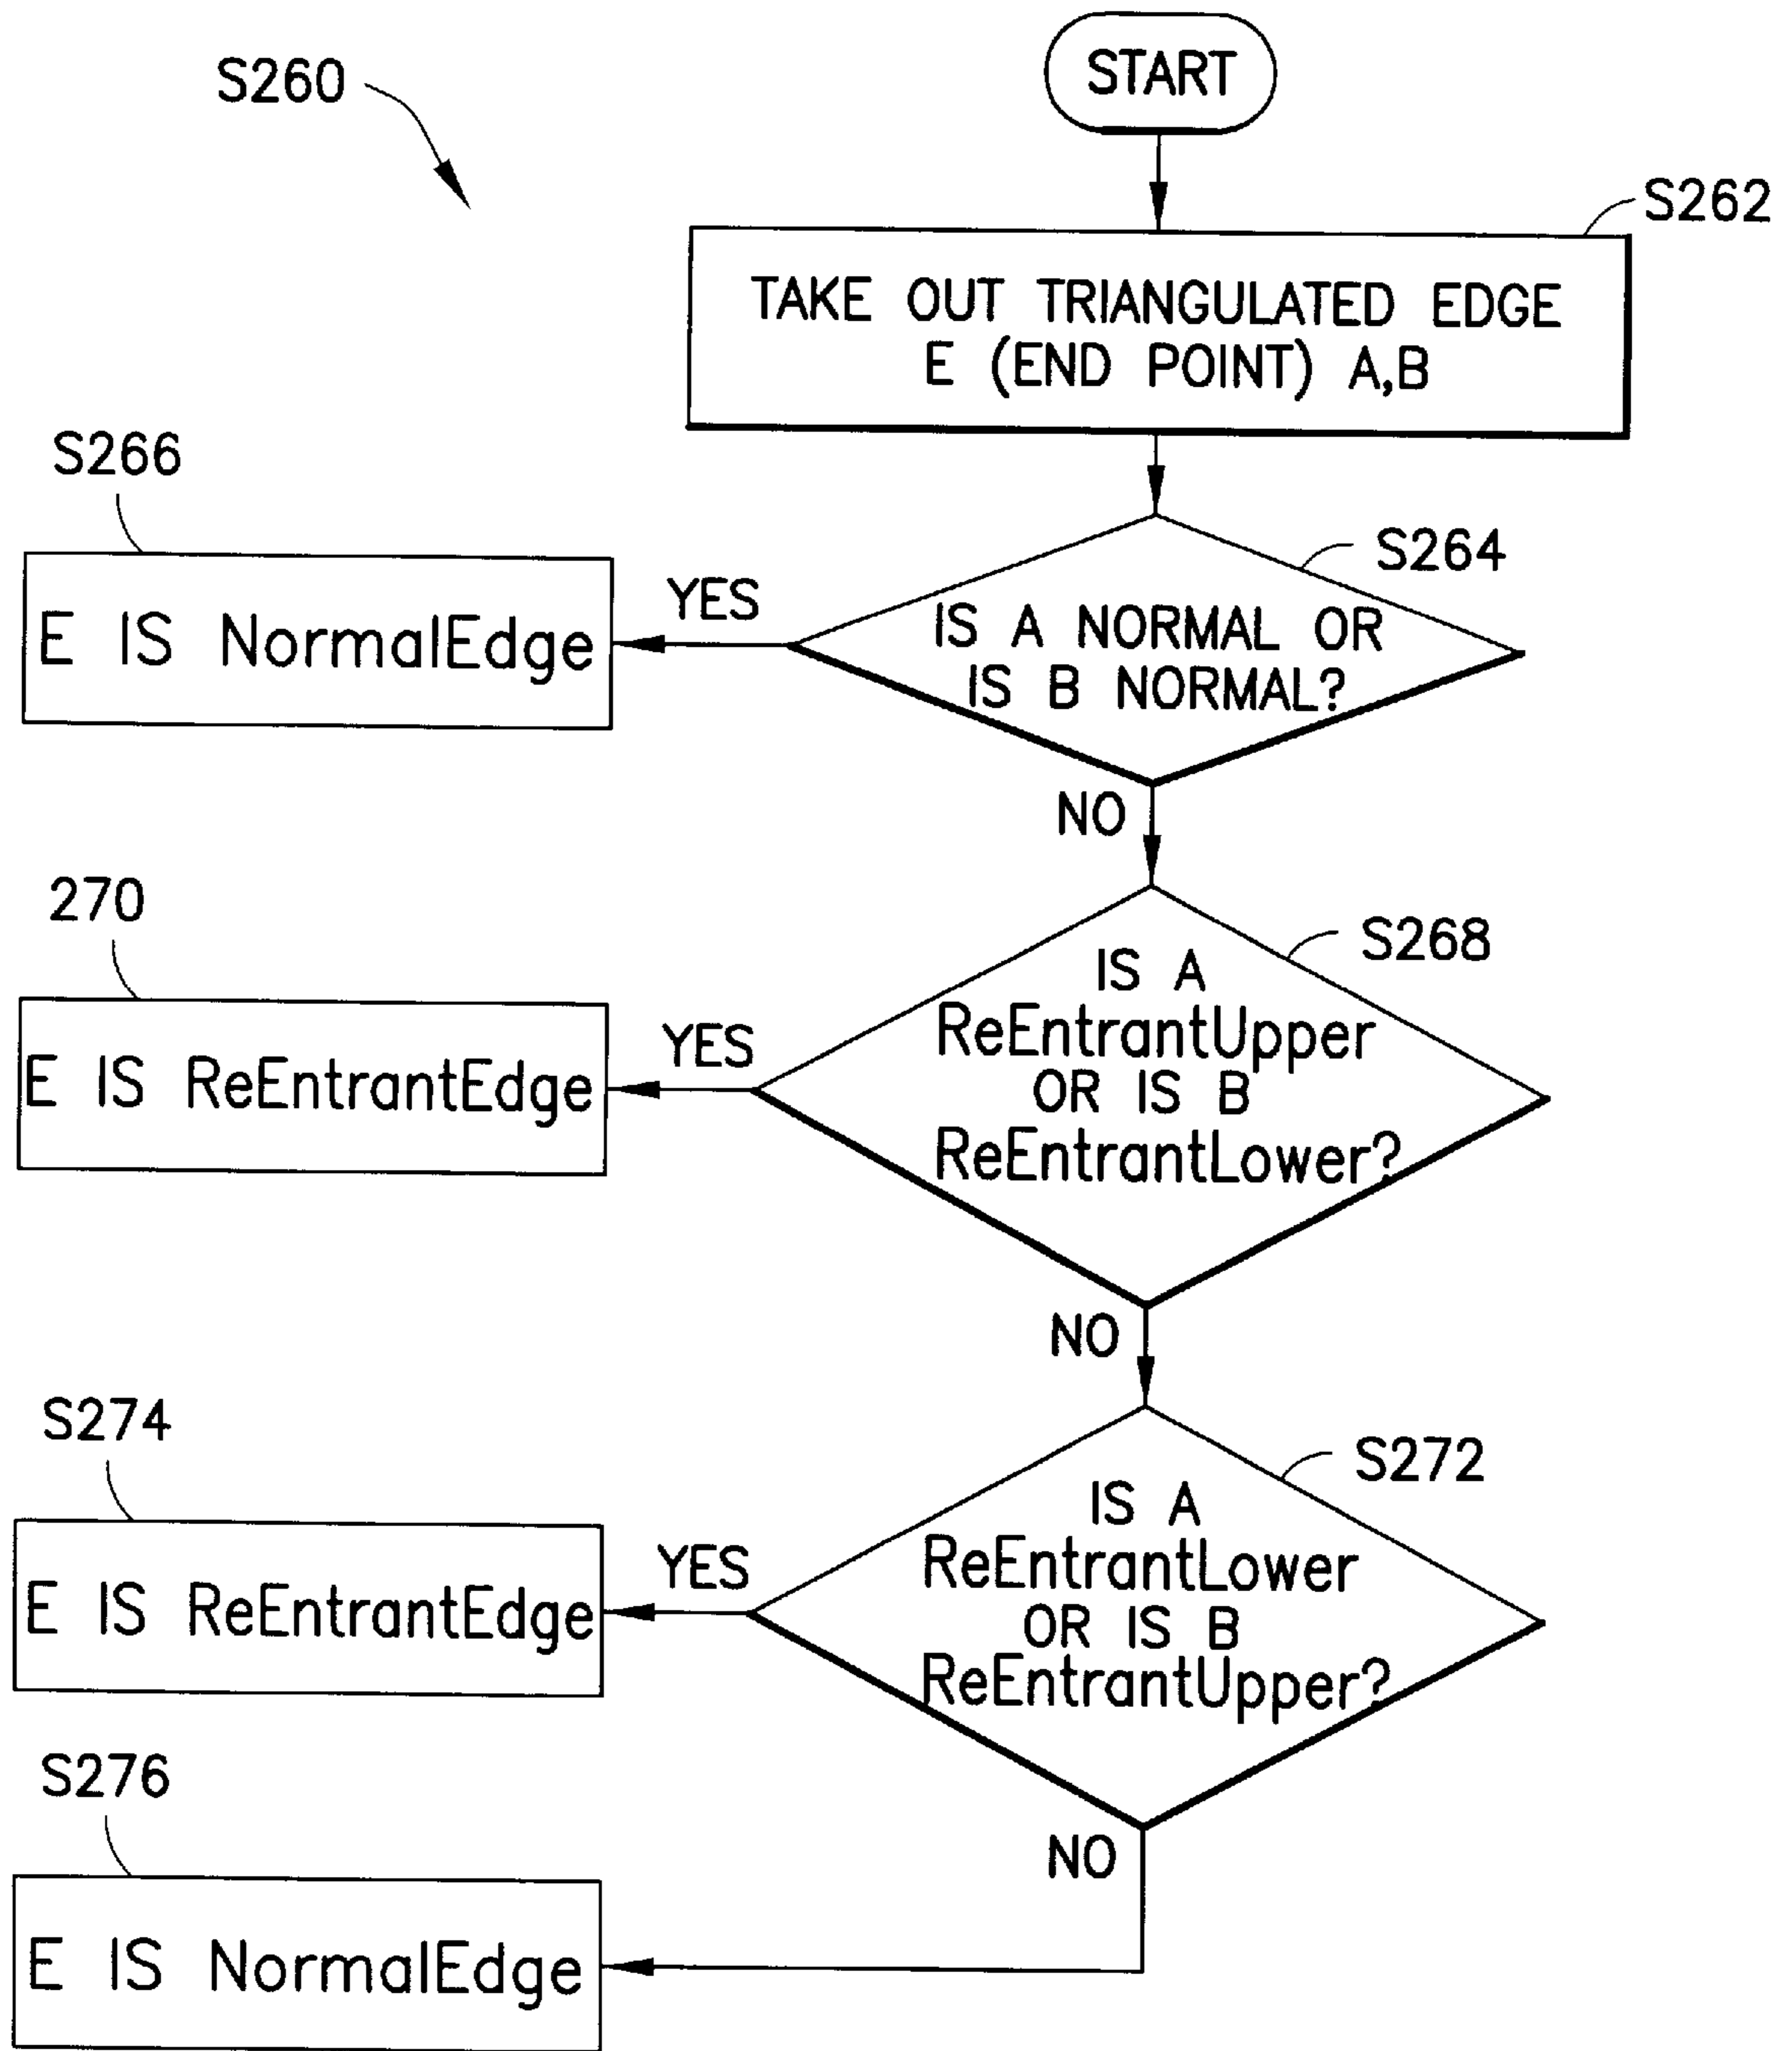 S260
START
S262
TAKE OUT TRIANGULATED EDGE
E (END POINT) A,B
S266
S264
YES
E IS NormalEdge
IS A NORMAL OR
IS B NORMAL?
NO
270
S268
YES
E IS ReEntrantEdge
IS A
ReEntrantUpper
OR IS B
ReEntrantLower?
NO
S274
S272
YES
E IS ReEntrantEdge
IS A
ReEntrantLower
OR IS B
ReEntrantUpper?
S276
NO
E IS NormalEdge